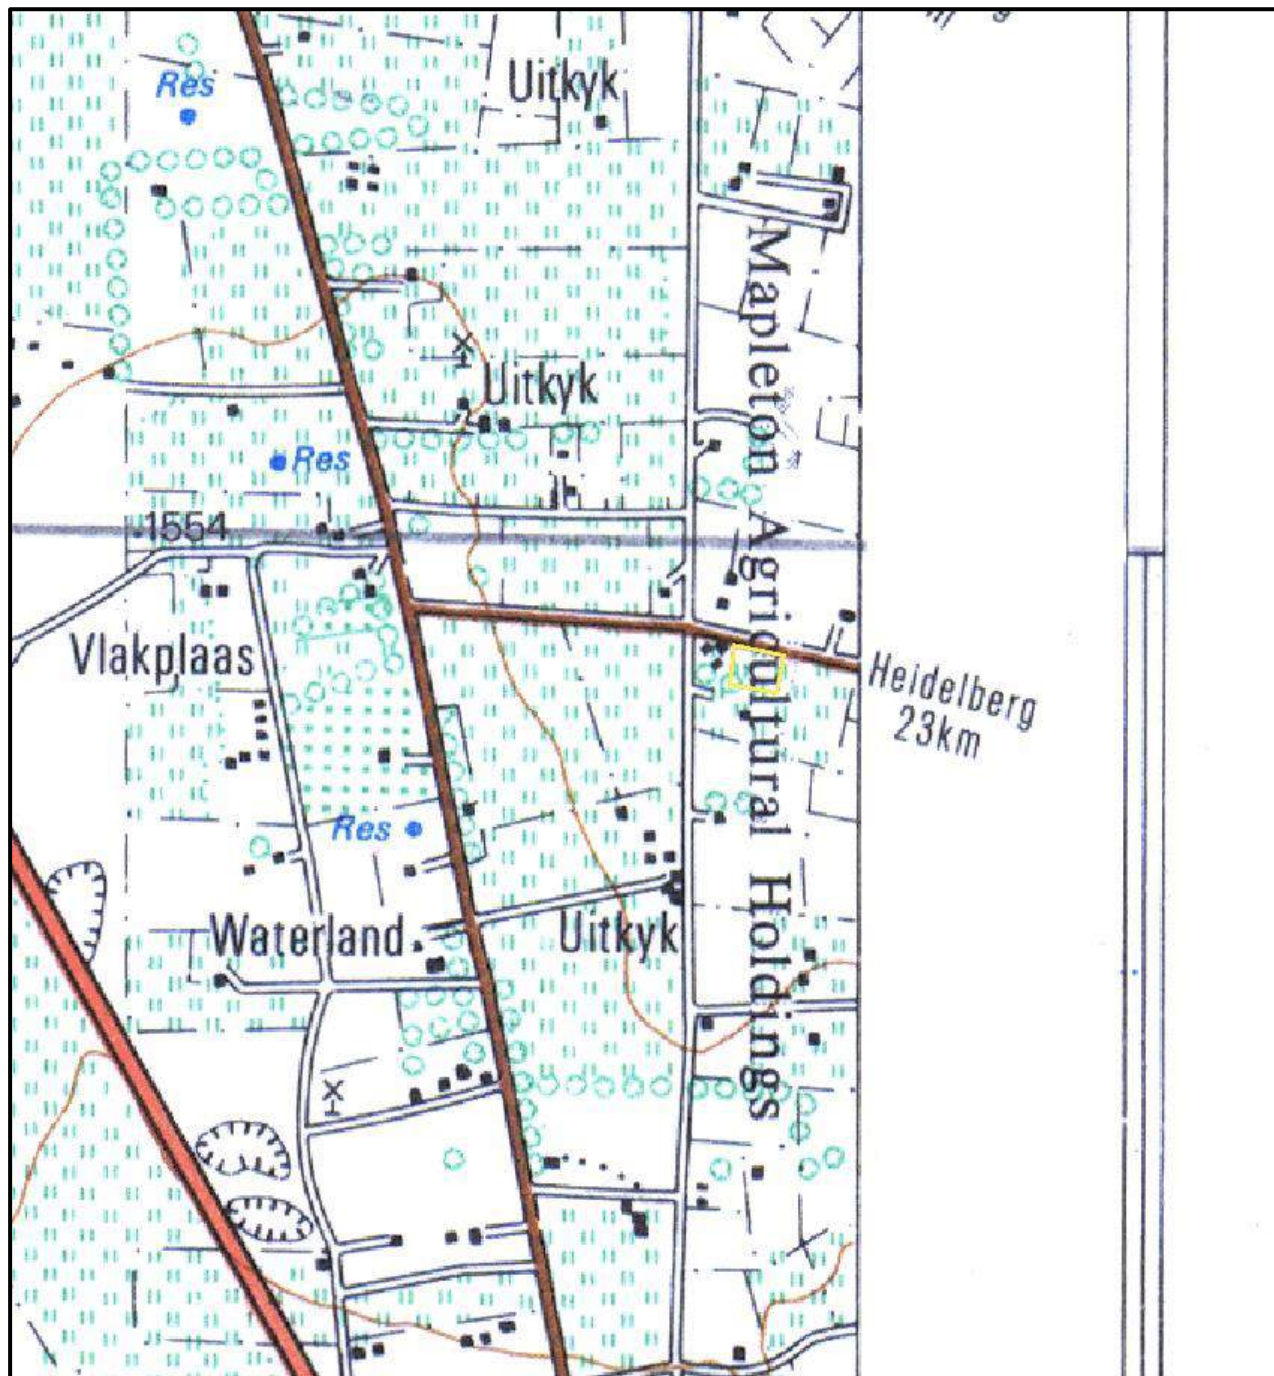 Uitkyk
Res
Mapleton Agricultural Holdings
Uitkyk
Res
1554
Vlakplaas
Heidelberg
23km
Res
Waterland
Uitkyk